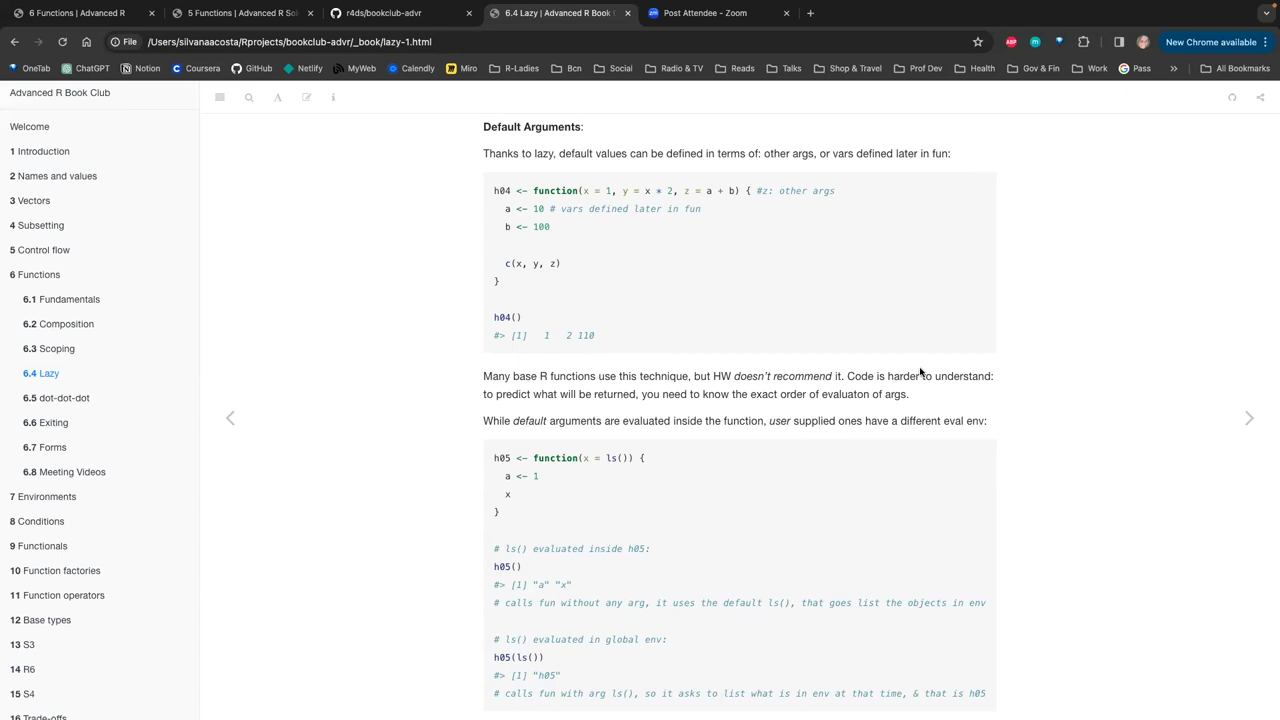 6 Functions | Advanced R
5 Functions | Advanced R Sol
r4ds/bookclub-advr
6.4 Lazy | Advanced R Book
Post Attendee - Zoom
File
/Users/silvanaacosta/Rprojects/bookclub-advr/_book/lazy-1.html
New Chrome available
OneTab
ChatGPT
Notion
Coursera
GitHub
Netlify
MyWeb
Calendly
Miro
R-Ladies
Bcn
Social
Radio & TV
Reads
Talks
Shop & Travel
Prof Dev
Health
Gov & Fin
Work
Pass
All Bookmarks
Advanced R Book Club
Welcome
1 Introduction
2 Names and values
3 Vectors
4 Subsetting
5 Control flow
6 Functions
6.1 Fundamentals
6.2 Composition
6.3 Scoping
6.4 Lazy
6.5 dot-dot-dot
6.6 Exiting
6.7 Forms
6.8 Meeting Videos
7 Environments
8 Conditions
9 Functionals
10 Function factories
11 Function operators
12 Base types
13 S3
14 R6
15 S4
16 Trade-offs
Default Arguments:
Thanks to lazy, default values can be defined in terms of: other args, or vars defined later in fun:
h04 <- function(x = 1, y = x * 2, z = a + b) { #z: other args
a <- 10 # vars defined later in fun
b <- 100
c(x, y, z)
}
h04()
#> [1]   1   2 110
Many base R functions use this technique, but HW doesn't recommend it. Code is harder to understand:
to predict what will be returned, you need to know the exact order of evaluaton of args.
While default arguments are evaluated inside the function, user supplied ones have a different eval env:
h05 <- function(x = ls()) {
a <- 1
x
}
# ls() evaluated inside h05:
h05()
#> [1] "a" "x"
# calls fun without any arg, it uses the default ls(), that goes list the objects in env
# ls() evaluated in global env:
h05(ls())
#> [1] "h05"
# calls fun with arg ls(), so it asks to list what is in env at that time, & that is h05